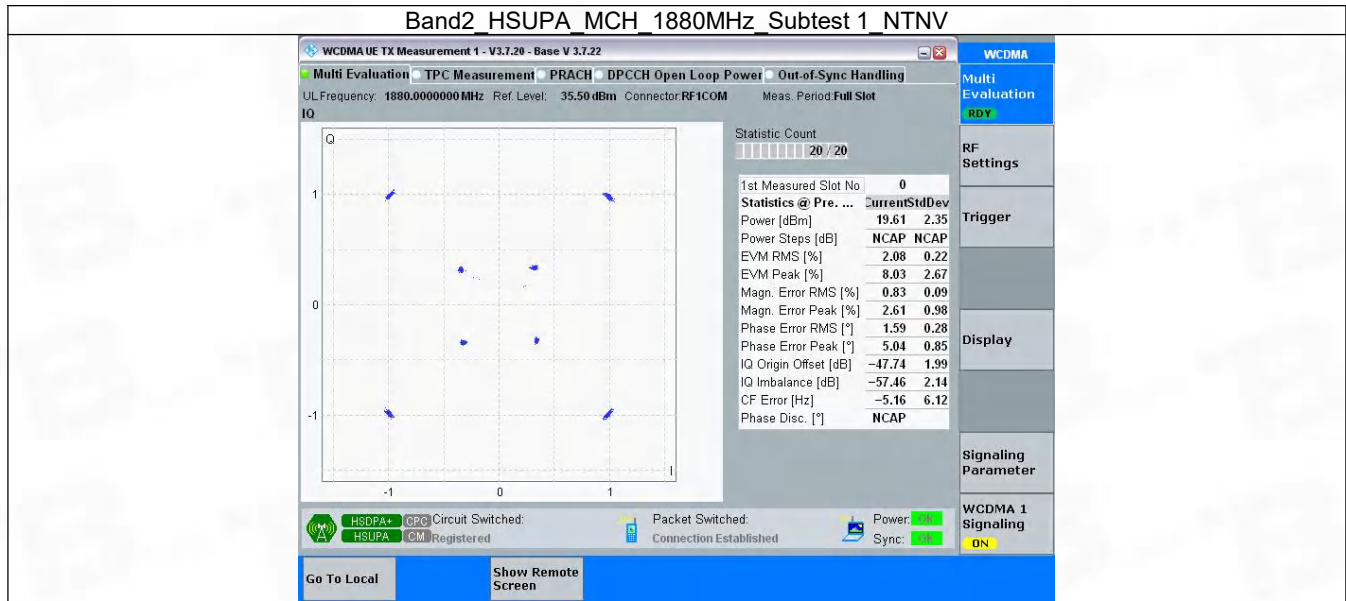 Band2_HSUPA_MCH_1880MHz_Subtest 1_NTNV
WCDMA UE TX Measurement 1 - V3.7.20 - Base V 3.7.22
WCDMA
Multi Evaluation TPC Measurement PRACH DPCCH Open Loop Power Out-of-Sync Handling
Multi
Evaluation
RDY
UL Frequency: 1880.0000000 MHz Ref. Level: 35.50 dBm Connector:RF1COM Meas. Period:Full Slot
IQ
Q
1
0
-1
I
-1 0 1
Statistic Count
20 / 20
1st Measured Slot No 0
Statistics @ Pre. ... CurrentStdDev
Power [dBm] 19.61 2.35
Power Steps [dB] NCAP NCAP
EVM RMS [%] 2.08 0.22
EVM Peak [%] 8.03 2.67
Magn. Error RMS [%] 0.83 0.09
Magn. Error Peak [%] 2.61 0.98
Phase Error RMS [°] 1.59 0.28
Phase Error Peak [°] 5.04 0.85
IQ Origin Offset [dB] −47.74 1.99
IQ Imbalance [dB] −57.46 2.14
CF Error [Hz] −5.16 6.12
Phase Disc. [°] NCAP
RF
Settings
Trigger
Display
Signaling
Parameter
WCDMA 1
Signaling
ON
HSDPA+ CPC Circuit Switched: Packet Switched: Power: OK
HSUPA CM Registered Connection Established Sync: OK
Go To Local
Show Remote
Screen